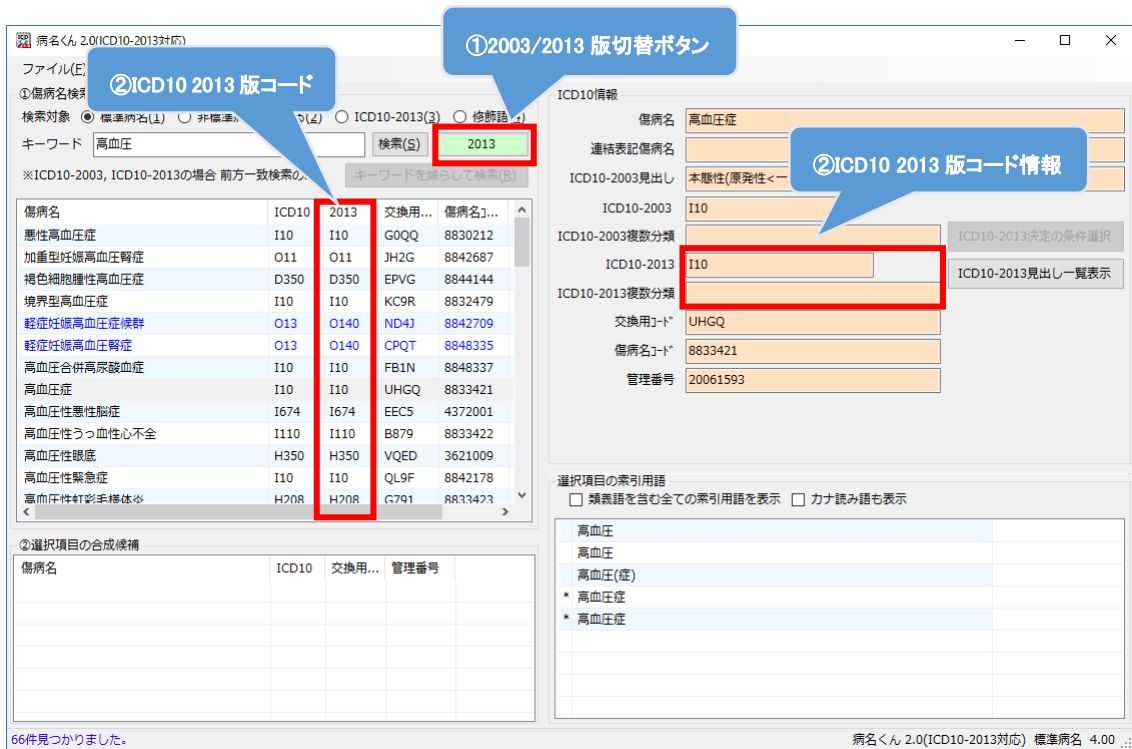 病名くん 2.0(ICD10-2013対応)
①2003/2013 版切替ボタン
ファイル(F)
②ICD10 2013 版コード
①傷病名検索
検索対象 標準病名(1) 非標準 (2) ICD10-2013(3) 修飾語
キーワード 高血圧 検索(S) 2013
※ICD10-2003, ICD10-2013の場合 前方一致検索の キーワードを減らして検索(R)
傷病名 ICD10 2013 交換用... 傷病名コ...
悪性高血圧症 I10 I10 G0QQ 8830212
加重型妊娠高血圧腎症 O11 O11 JH2G 8842687
褐色細胞腫性高血圧症 D350 D350 EPVG 8844144
境界型高血圧症 I10 I10 KC9R 8832479
軽症妊娠高血圧症候群 O13 O140 ND4J 8842709
軽症妊娠高血圧腎症 O13 O140 CPQT 8848335
高血圧合併高尿酸血症 I10 I10 FB1N 8848337
高血圧症 I10 I10 UHGQ 8833421
高血圧性悪性脳症 I674 I674 EEC5 4372001
高血圧性うっ血性心不全 I110 I110 B879 8833422
高血圧性眼底 H350 H350 VQED 3621009
高血圧性緊急症 I10 I10 QL9F 8842178
高血圧性虹彩毛様体炎 H208 H208 G791 8833423
②選択項目の合成候補
傷病名 ICD10 交換用... 管理番号
66件見つかりました。
ICD10情報
傷病名 高血圧症
連結表記傷病名
②ICD10 2013 版コード情報
ICD10-2003見出し 本態性(原発性<一
ICD10-2003 I10
ICD10-2003複数分類 ICD10-2013決定の条件選択
ICD10-2013 I10 ICD10-2013見出し一覧表示
ICD10-2013複数分類
交換用コード UHGQ
傷病名コード 8833421
管理番号 20061593
選択項目の索引用語
類義語を含む全ての索引用語を表示 カナ読み語も表示
高血圧
高血圧
高血圧(症)
* 高血圧症
* 高血圧症
病名くん 2.0(ICD10-2013対応) 標準病名 4.00